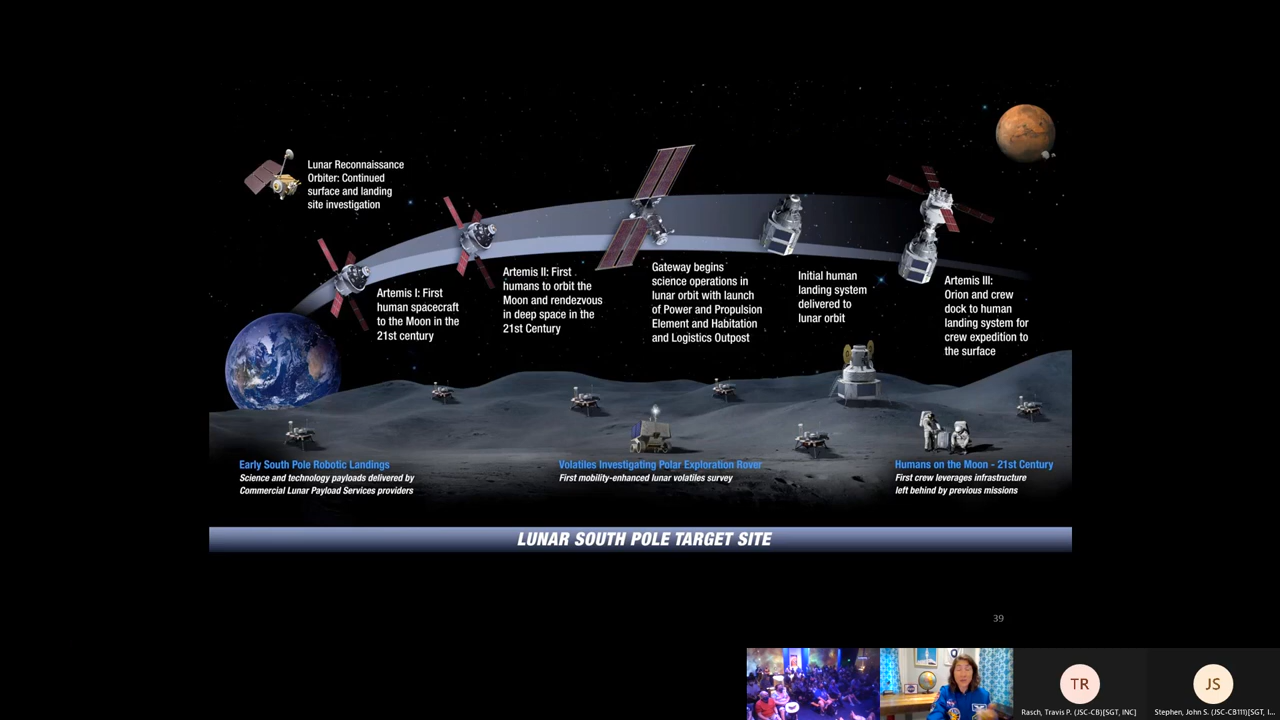 Lunar Reconnaissance
Orbiter: Continued
surface and landing
site investigation
Artemis I: First
human spacecraft
to the Moon in the
21st century
Artemis II: First
humans to orbit the
Moon and rendezvous
in deep space in the
21st Century
Gateway begins
science operations in
lunar orbit with launch
of Power and Propulsion
Element and Habitation
and Logistics Outpost
Initial human
landing system
delivered to
lunar orbit
Artemis III:
Orion and crew
dock to human
landing system for
crew expedition to
the surface
Early South Pole Robotic Landings
Science and technology payloads delivered by
Commercial Lunar Payload Services providers
Volatiles Investigating Polar Exploration Rover
First mobility-enhanced lunar volatiles survey
Humans on the Moon - 21st Century
First crew leverages infrastructure
left behind by previous missions
LUNAR SOUTH POLE TARGET SITE
39
TR
Rasch, Travis P. (JSC-CB)[SGT, INC]
JS
Stephen, John S. (JSC-CB111)[SGT, I...